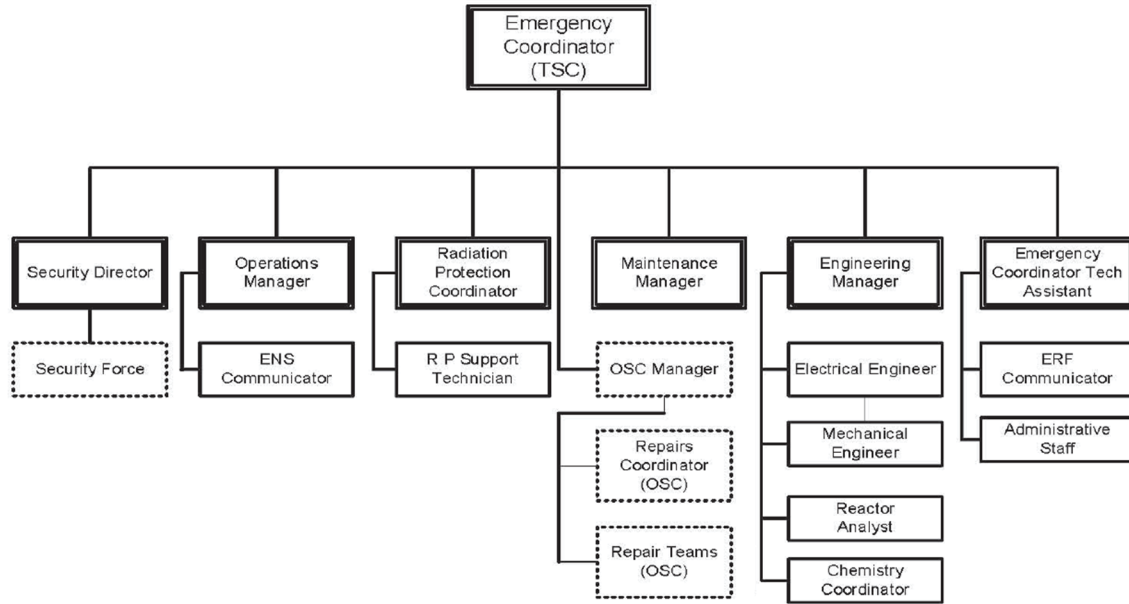 Emergency
Coordinator
(TSC)
Security Director
Operations
Manager
Radiation
Protection
Coordinator
Maintenance
Manager
Engineering
Manager
Emergency
Coordinator Tech
Assistant
Security Force
ENS
Communicator
R P Support
Technician
OSC Manager
Electrical Engineer
ERF
Communicator
Repairs
Coordinator
(OSC)
Mechanical
Engineer
Administrative
Staff
Repair Teams
(OSC)
Reactor
Analyst
Chemistry
Coordinator